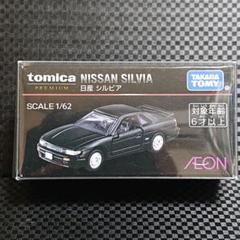 tomica
PREMIUM
NISSAN SILVIA
日産 シルビア
TAKARA
TOMY
SCALE 1/62
対象年齢
6才以上
ÆON